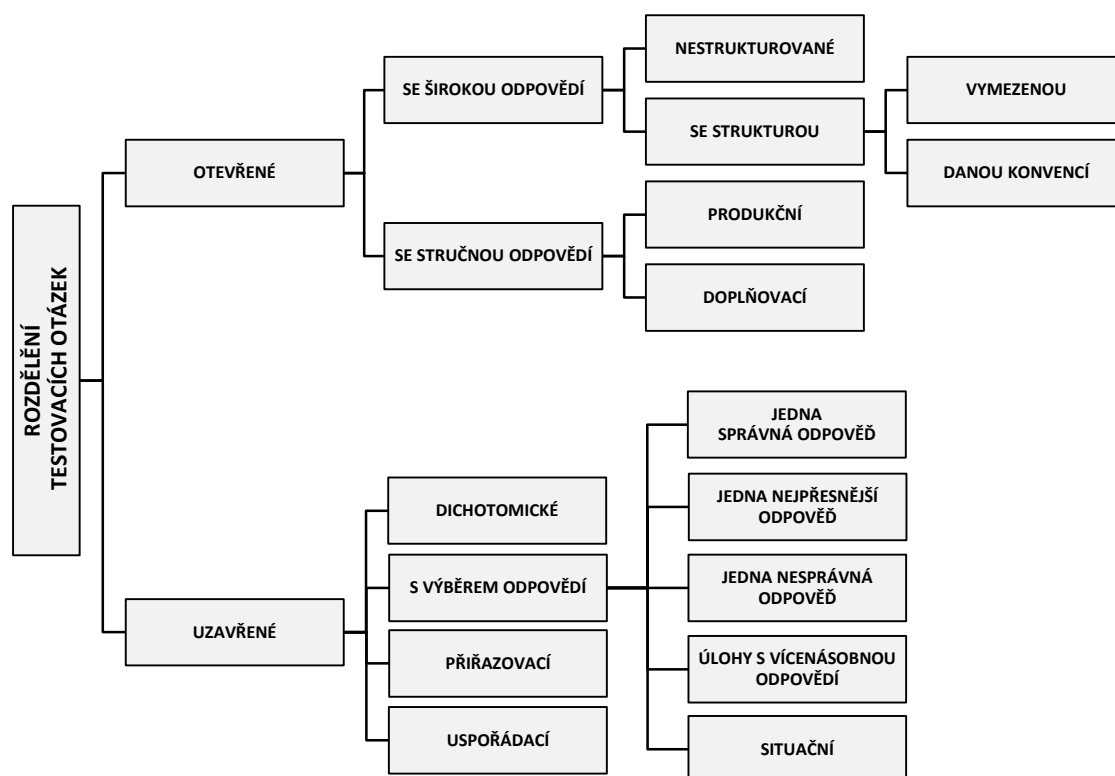 ROZDĚLENÍ
TESTOVACÍCH OTÁZEK
OTEVŘENÉ
SE ŠIROKOU ODPOVĚDÍ
NESTRUKTUROVANÉ
SE STRUKTUROU
VYMEZENOU
DANOU KONVENCÍ
SE STRUČNOU ODPOVĚDÍ
PRODUKČNÍ
DOPLŇOVACÍ
UZAVŘENÉ
DICHOTOMICKÉ
S VÝBĚREM ODPOVĚDÍ
JEDNA
SPRÁVNÁ ODPOVĚĎ
JEDNA NEJPŘESNĚJŠÍ
ODPOVĚĎ
JEDNA NESPRÁVNÁ
ODPOVĚĎ
ÚLOHY S VÍCENÁSOBNOU
ODPOVĚDÍ
SITUAČNÍ
PŘIŘAZOVACÍ
USPOŘÁDACÍ